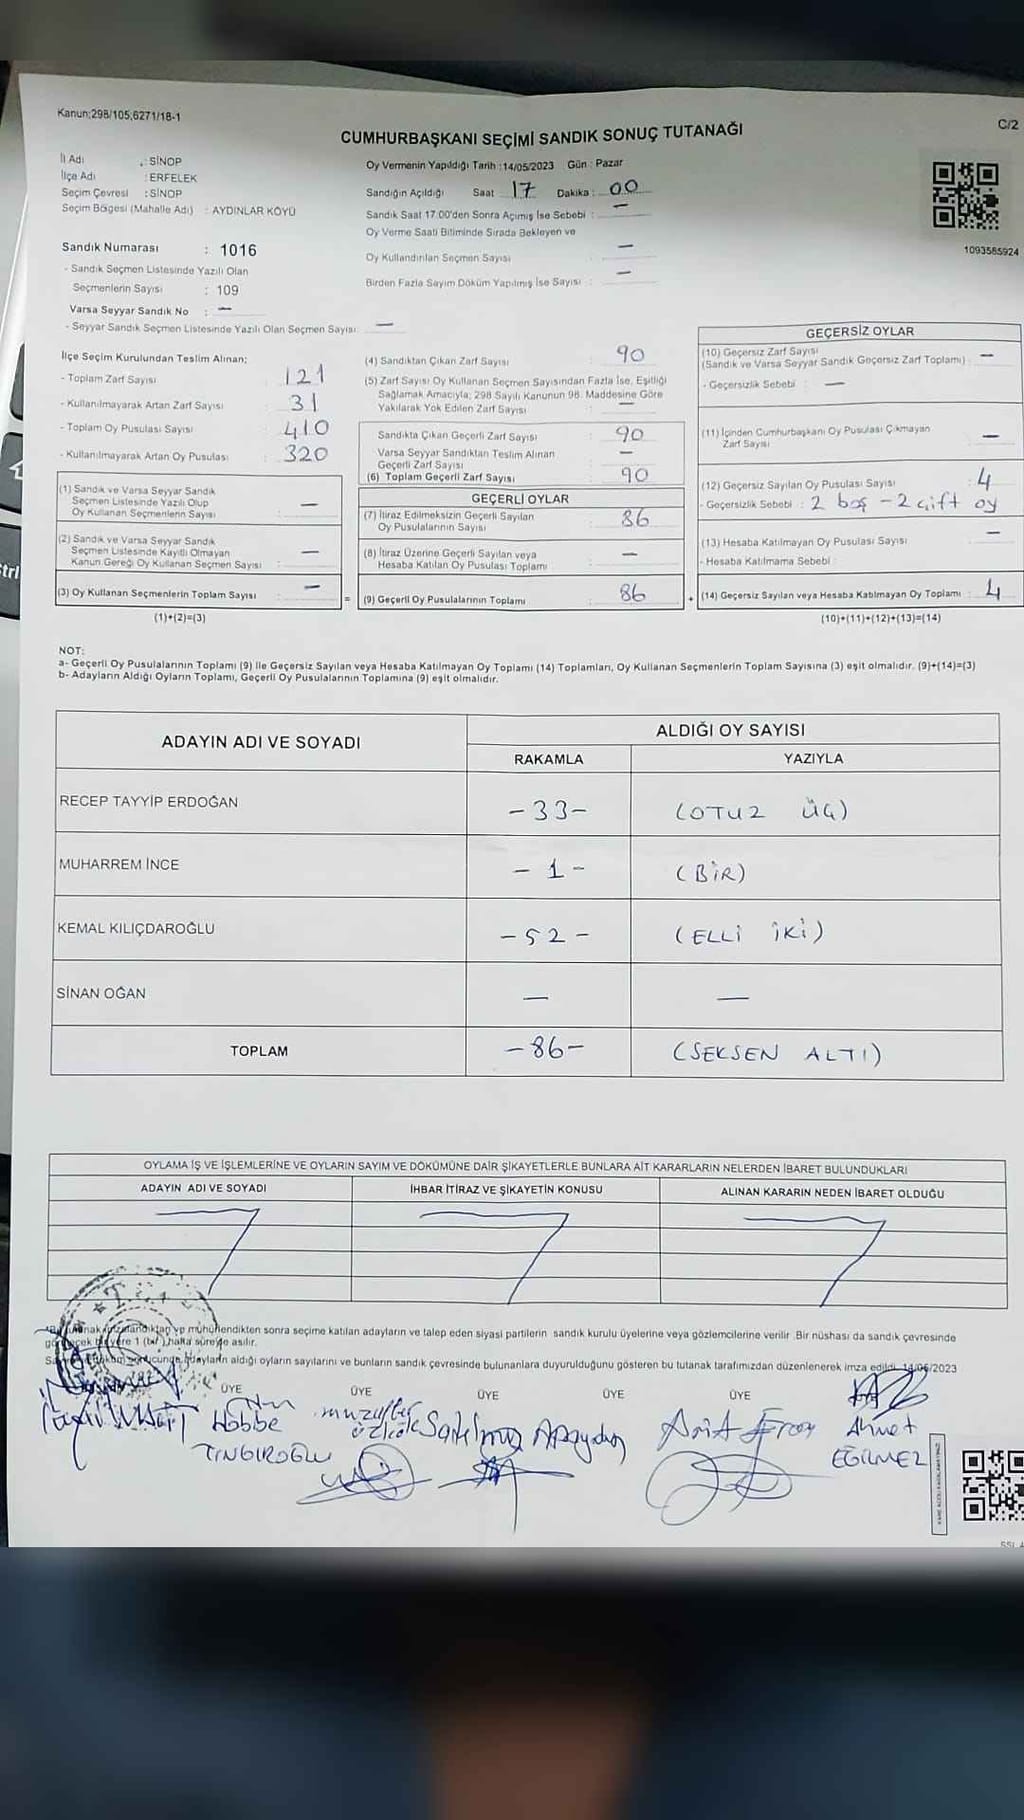 Kanun;298/105,6271/18-1
C/2
CUMHURBAŞKANI SEÇİMİ SANDIK SONUÇ TUTANAĞI
İl Adı : SİNOP
İlçe Adı : ERFELEK
Seçim Çevresi : SİNOP
Seçim Bölgesi (Mahalle Adı) : AYDINLAR KÖYÜ
Sandık Numarası : 1016
- Sandık Seçmen Listesinde Yazılı Olan
Seçmenlerin Sayısı : 109
Varsa Seyyar Sandık No : —
- Seyyar Sandık Seçmen Listesinde Yazılı Olan Seçmen Sayısı: —
Oy Vermenin Yapıldığı Tarih :14/05/2023 Gün : Pazar
Sandığın Açıldığı Saat : 17 Dakika : 00
Sandık Saat 17.00'den Sonra Açımış İse Sebebi : —
Oy Verme Saati Bitiminde Sırada Bekleyen ve
Oy Kullandırılan Seçmen Sayısı —
Birden Fazla Sayım Döküm Yapılmış İse Sayısı : —
1093585924
İlçe Seçim Kurulundan Teslim Alınan;
- Toplam Zarf Sayısı : 121
- Kullanılmayarak Artan Zarf Sayısı : 31
- Toplam Oy Pusulası Sayısı : 410
- Kullanılmayarak Artan Oy Pusulası : 320
(1) Sandık ve Varsa Seyyar Sandık
Seçmen Listesinde Yazılı Olup
Oy Kullanan Seçmenlerin Sayısı : —
(2) Sandık ve Varsa Seyyar Sandık
Seçmen Listesinde Kayıtlı Olmayan
Kanun Gereği Oy Kullanan Seçmen Sayısı : —
(3) Oy Kullanan Seçmenlerin Toplam Sayısı : — =
(1)+(2)=(3)
(4) Sandıktan Çıkan Zarf Sayısı : 90
(5) Zarf Sayısı Oy Kullanan Seçmen Sayısından Fazla İse, Eşitliği
Sağlamak Amacıyla; 298 Sayılı Kanunun 98. Maddesine Göre
Yakılarak Yok Edilen Zarf Sayısı : —
Sandıkta Çıkan Geçerli Zarf Sayısı : 90
Varsa Seyyar Sandıktan Teslim Alınan
Geçerli Zarf Sayısı : —
(6) Toplam Geçerli Zarf Sayısı : 90
GEÇERLİ OYLAR
(7) İtiraz Edilmeksizin Geçerli Sayılan
Oy Pusulalarının Sayısı : 86
(8) İtiraz Üzerine Geçerli Sayılan veya
Hesaba Katılan Oy Pusulası Toplamı : —
(9) Geçerli Oy Pusulalarının Toplamı : 86 +
GEÇERSİZ OYLAR
(10) Geçersiz Zarf Sayısı
(Sandık ve Varsa Seyyar Sandık Geçersiz Zarf Toplamı) : —
- Geçersizlik Sebebi : —
(11) İçinden Cumhurbaşkanı Oy Pusulası Çıkmayan
Zarf Sayısı : —
(12) Geçersiz Sayılan Oy Pusulası Sayısı : 4
- Geçersizlik Sebebi : 2 boş - 2 çift oy
(13) Hesaba Katılmayan Oy Pusulası Sayısı : —
- Hesaba Katılmama Sebebi :
(14) Geçersiz Sayılan veya Hesaba Katılmayan Oy Toplamı : 4
(10)+(11)+(12)+(13)=(14)
NOT:
a- Geçerli Oy Pusulalarının Toplamı (9) ile Geçersiz Sayılan veya Hesaba Katılmayan Oy Toplamı (14) Toplamları, Oy Kullanan Seçmenlerin Toplam Sayısına (3) eşit olmalıdır. (9)+(14)=(3)
b- Adayların Aldığı Oyların Toplamı, Geçerli Oy Pusulalarının Toplamına (9) eşit olmalıdır.
ADAYIN ADI VE SOYADI
ALDIĞI OY SAYISI
RAKAMLA YAZIYLA
RECEP TAYYİP ERDOĞAN -33- (OTUZ ÜÇ)
MUHARREM İNCE - 1 - (BİR)
KEMAL KILIÇDAROĞLU -52- (ELLİ İKİ)
SİNAN OĞAN — —
TOPLAM -86- (SEKSEN ALTI)
OYLAMA İŞ VE İŞLEMLERİNE VE OYLARIN SAYIM VE DÖKÜMÜNE DAİR ŞİKAYETLERLE BUNLARA AİT KARARLARIN NELERDEN İBARET BULUNDUKLARI
ADAYIN ADI VE SOYADI İHBAR İTİRAZ VE ŞİKAYETİN KONUSU ALINAN KARARIN NEDEN İBARET OLDUĞU
ve mühürlendikten sonra seçime katılan adayların ve talep eden siyasi partilerin sandık kurulu üyelerine veya gözlemcilerine verilir. Bir nüshası da sandık çevresinde
1 hafta süreyle asılır.
adayların aldığı oyların sayılarını ve bunların sandık çevresinde bulunanlara duyurulduğunu gösteren bu tutanak tarafımızdan düzenlenerek imza edildi. 14/05/2023
ÜYE ÜYE ÜYE ÜYE ÜYE
TINGIROĞLU
Ahmet
EĞİLMEZ